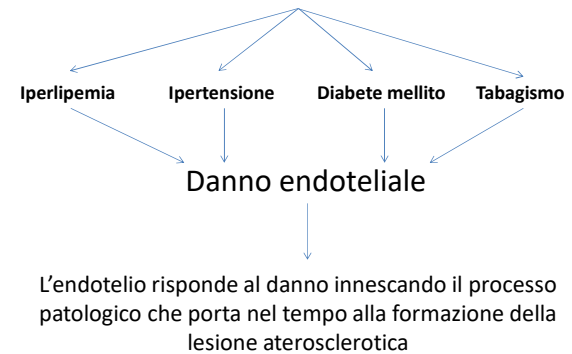 Iperlipemia Ipertensione Diabete mellito Tabagismo
Danno endoteliale
L'endotelio risponde al danno innescando il processo
patologico che porta nel tempo alla formazione della
lesione aterosclerotica